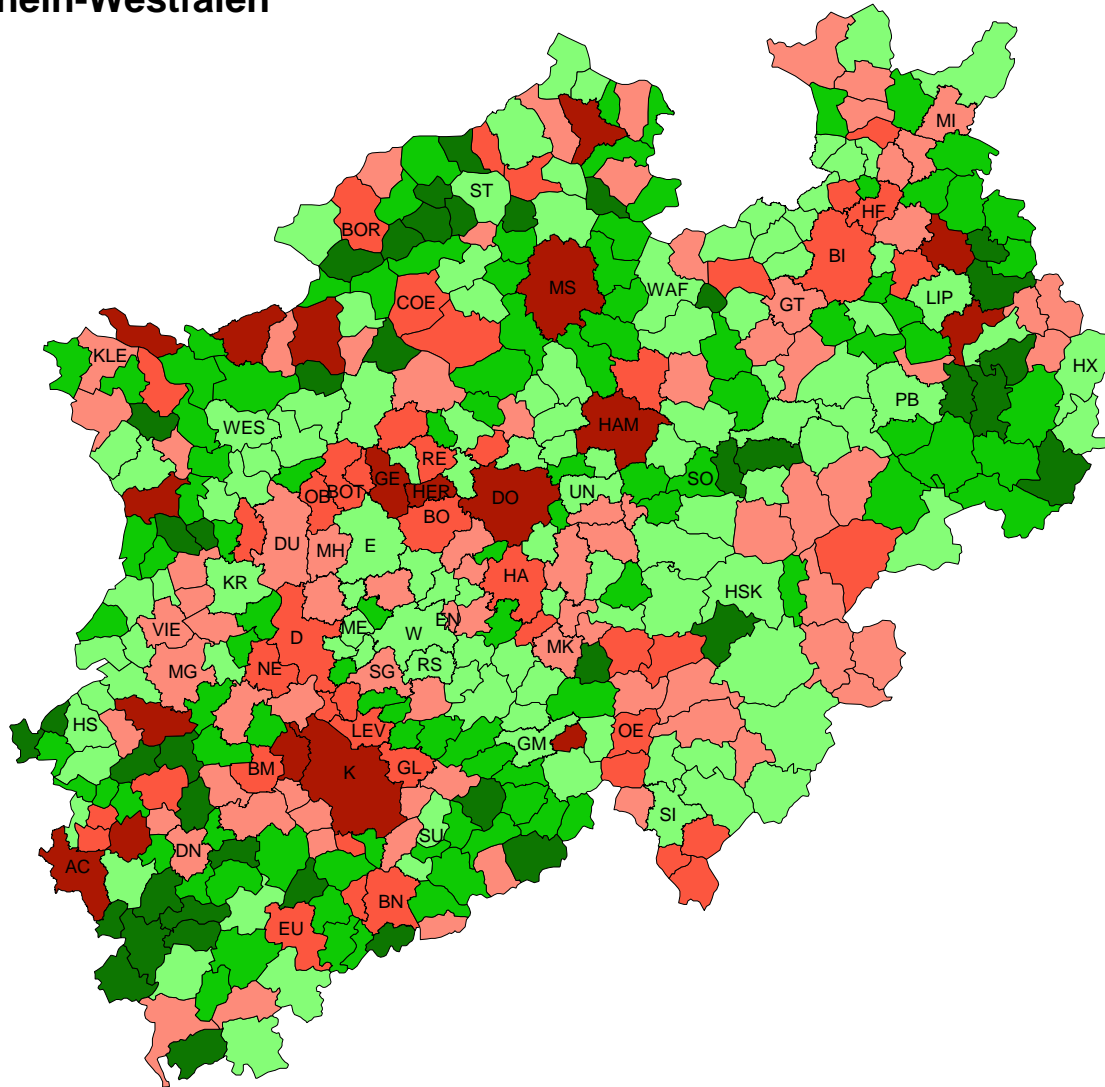 hein-Westfalen
MI
ST
HF
BOR
BI
MS
WAF
LIP
COE
GT
KLE
HX
PB
WES
HAM
RE
GE
SO
OB
BOT
HER
DO
UN
BO
DU
MH
E
KR
HA
HSK
EN
VIE
D
ME
W
MK
NE
RS
MG
SG
HS
LEV
OE
GM
BM
K
GL
SI
SU
DN
AC
BN
EU